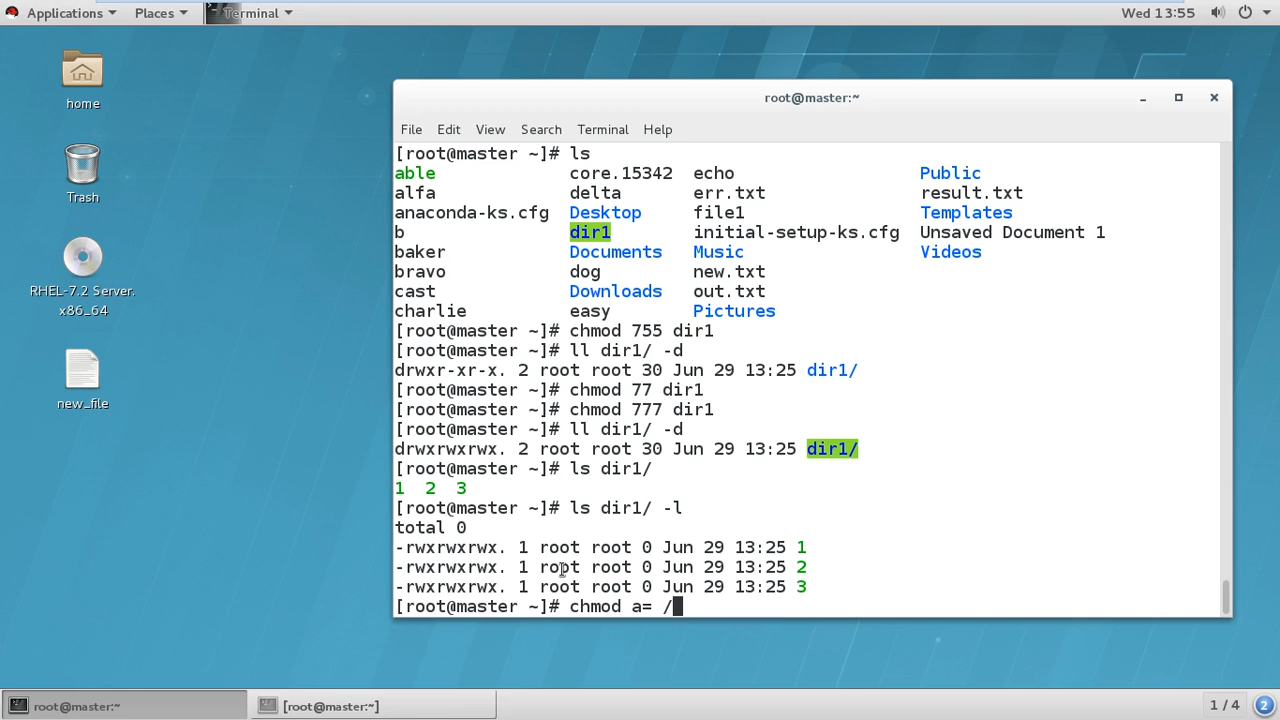 Applications Places Terminal Wed 13:55
home
Trash
RHEL-7.2 Server.
x86_64
new_file
root@master:~
File Edit View Search Terminal Help
[root@master ~]# ls
able core.15342 echo Public
alfa delta err.txt result.txt
anaconda-ks.cfg Desktop file1 Templates
b dir1 initial-setup-ks.cfg Unsaved Document 1
baker Documents Music Videos
bravo dog new.txt
cast Downloads out.txt
charlie easy Pictures
[root@master ~]# chmod 755 dir1
[root@master ~]# ll dir1/ -d
drwxr-xr-x. 2 root root 30 Jun 29 13:25 dir1/
[root@master ~]# chmod 77 dir1
[root@master ~]# chmod 777 dir1
[root@master ~]# ll dir1/ -d
drwxrwxrwx. 2 root root 30 Jun 29 13:25 dir1/
[root@master ~]# ls dir1/
1 2 3
[root@master ~]# ls dir1/ -l
total 0
-rwxrwxrwx. 1 root root 0 Jun 29 13:25 1
-rwxrwxrwx. 1 root root 0 Jun 29 13:25 2
-rwxrwxrwx. 1 root root 0 Jun 29 13:25 3
[root@master ~]# chmod a= /
root@master:~ [root@master:~] 1 / 4 2